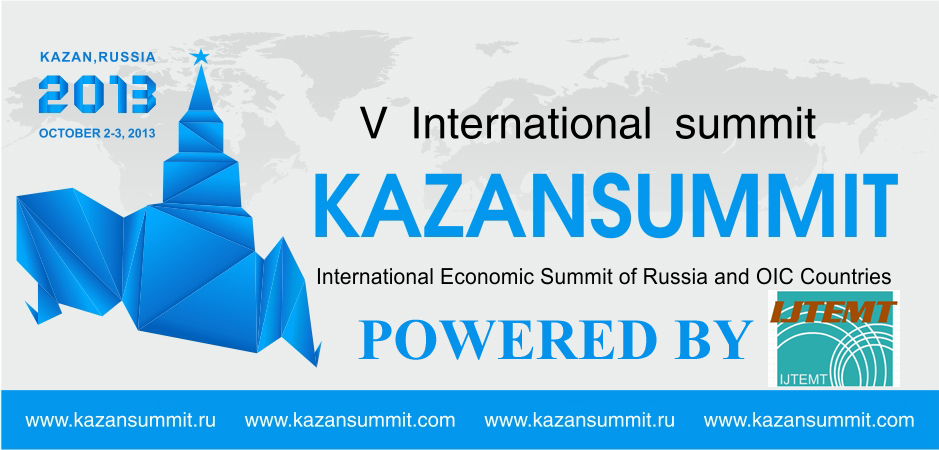 KAZAN,RUSSIA
2013
OCTOBER 2-3, 2013
V International summit
KAZANSUMMIT
International Economic Summit of Russia and OIC Countries
POWERED BY
IJTEMT
IJTEMT
www.kazansummit.ru www.kazansummit.com www.kazansummit.ru www.kazansummit.com